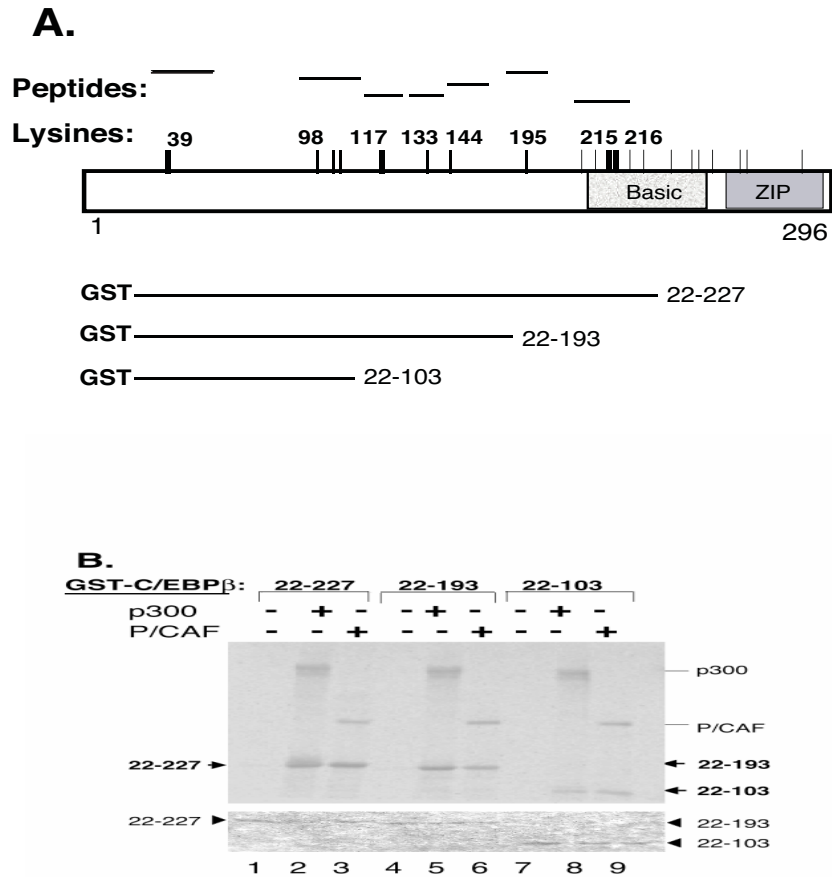 A.
Peptides:
Lysines: 39 98 117 133 144 195 215 216
Basic ZIP
1 296
GST 22-227
GST 22-193
GST 22-103
B.
GST-C/EBPβ: 22-227 22-193 22-103
p300 - + - - + - - + -
P/CAF - - + - - + - - +
p300
P/CAF
22-227 22-193
22-103
22-227 22-193
22-103
1 2 3 4 5 6 7 8 9